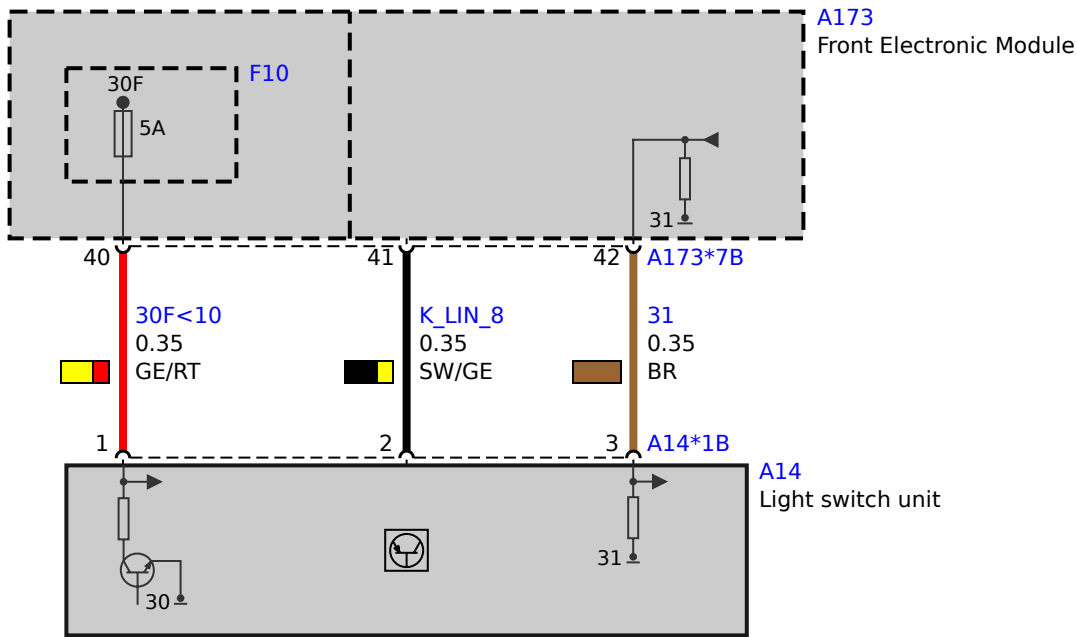 A173
Front Electronic Module
F10
30F
5A
31
40
41
42
A173*7B
30F<10
0.35
GE/RT
K_LIN_8
0.35
SW/GE
31
0.35
BR
1
2
3
A14*1B
A14
Light switch unit
31
30